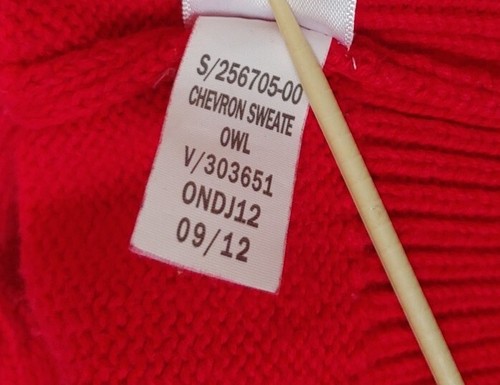 S/256705-00
CHEVRON SWEATE
OWL
V/303651
ONDJ12
09/12